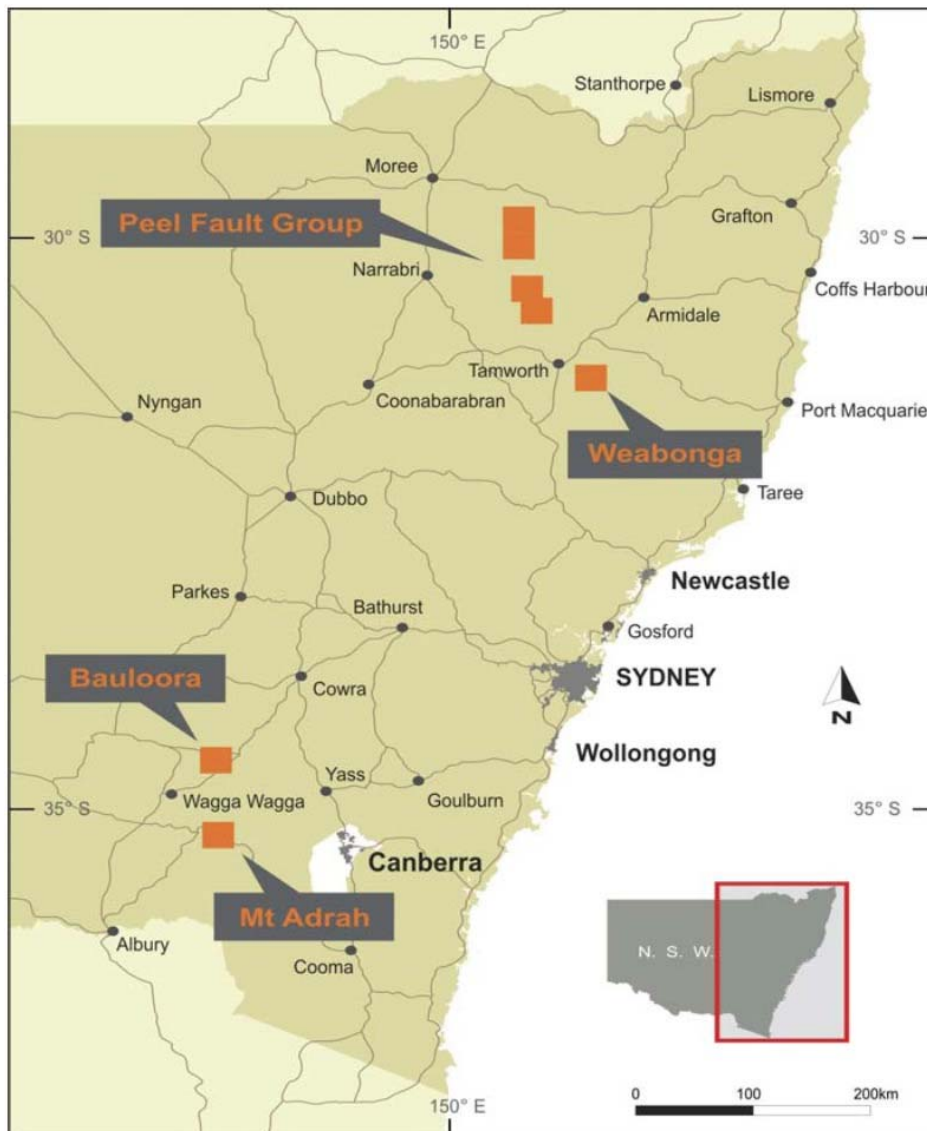 150° E
Stanthorpe
Lismore
Moree
Peel Fault Group
Grafton
30° S
30° S
Narrabri
Coffs Harbour
Armidale
Tamworth
Nyngan
Coonabarabran
Port Macquarie
Weabonga
Taree
Dubbo
Newcastle
Parkes
Bathurst
Gosford
Bauloora
SYDNEY
Cowra
N
Wollongong
Yass
Wagga Wagga
Goulburn
35° S
35° S
Canberra
Mt Adrah
Albury
N. S. W.
Cooma
0 100 200km
150° E